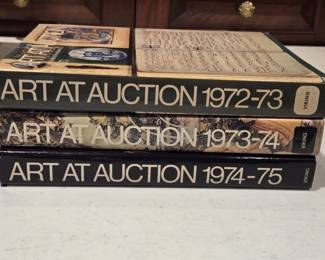 ART AT AUCTION 1972-73 VIKING
ART AT AUCTION 1973-74 VIKING
ART AT AUCTION 1974-75 VIKING